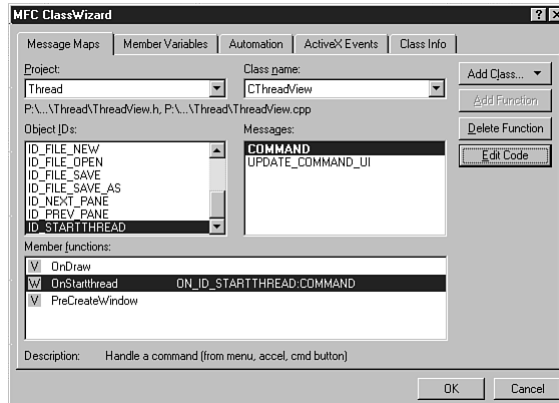 MFC ClassWizard
Message Maps Member Variables Automation ActiveX Events Class Info
Project: Class name:
Thread CThreadView
Add Class...
P:\...\Thread\ThreadView.h, P:\...\Thread\ThreadView.cpp
Add Function
Object IDs: Messages:
Delete Function
ID_FILE_NEW COMMAND
ID_FILE_OPEN UPDATE_COMMAND_UI
Edit Code
ID_FILE_SAVE
ID_FILE_SAVE_AS
ID_NEXT_PANE
ID_PREV_PANE
ID_STARTTHREAD
Member functions:
V OnDraw
W OnStartthread ON_ID_STARTTHREAD:COMMAND
V PreCreateWindow
Description: Handle a command (from menu, accel, cmd button)
OK Cancel